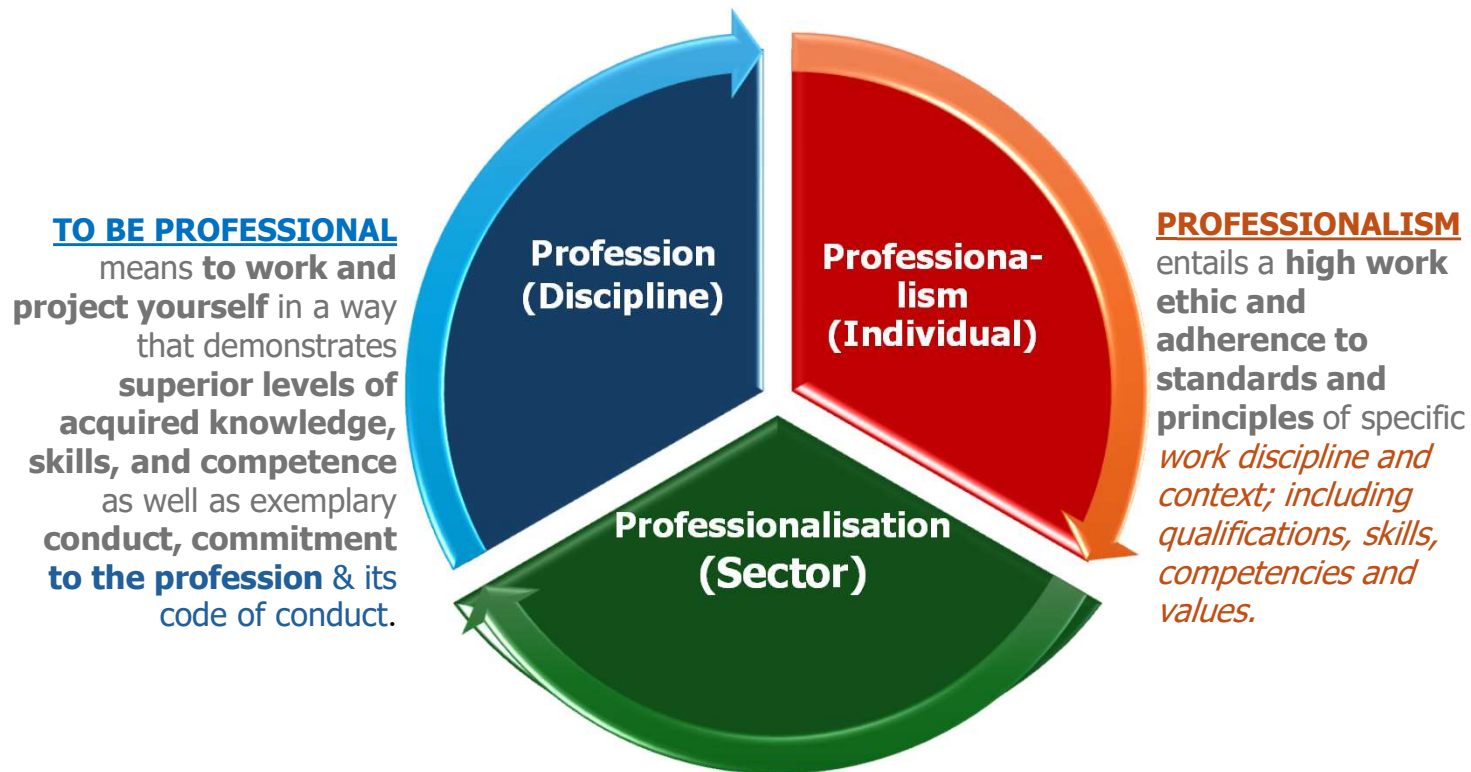 TO BE PROFESSIONAL
means to work and
project yourself in a way
that demonstrates
superior levels of
acquired knowledge,
skills, and competence
as well as exemplary
conduct, commitment
to the profession & its
code of conduct.
Profession
(Discipline)
Professiona-
lism
(Individual)
Professionalisation
(Sector)
PROFESSIONALISM
entails a high work
ethic and
adherence to
standards and
principles of specific
work discipline and
context; including
qualifications, skills,
competencies and
values.